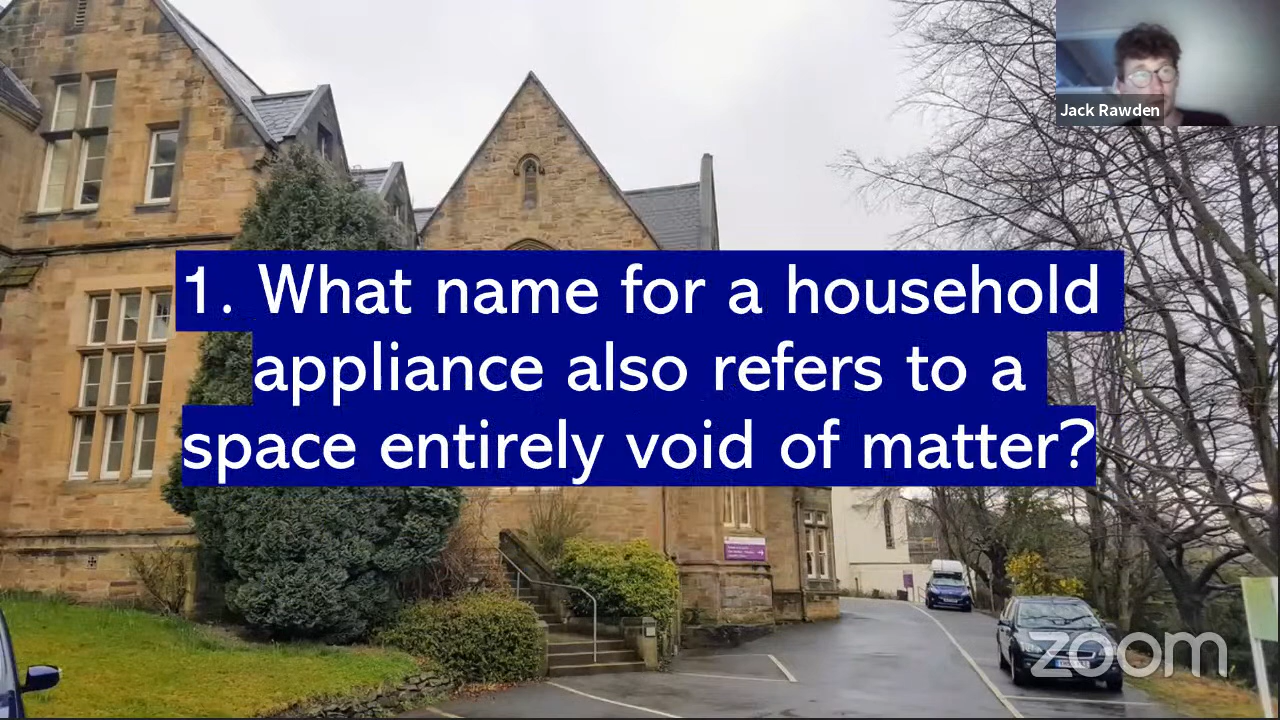 Jack Rawden
1. What name for a household
appliance also refers to a
space entirely void of matter?
zoom